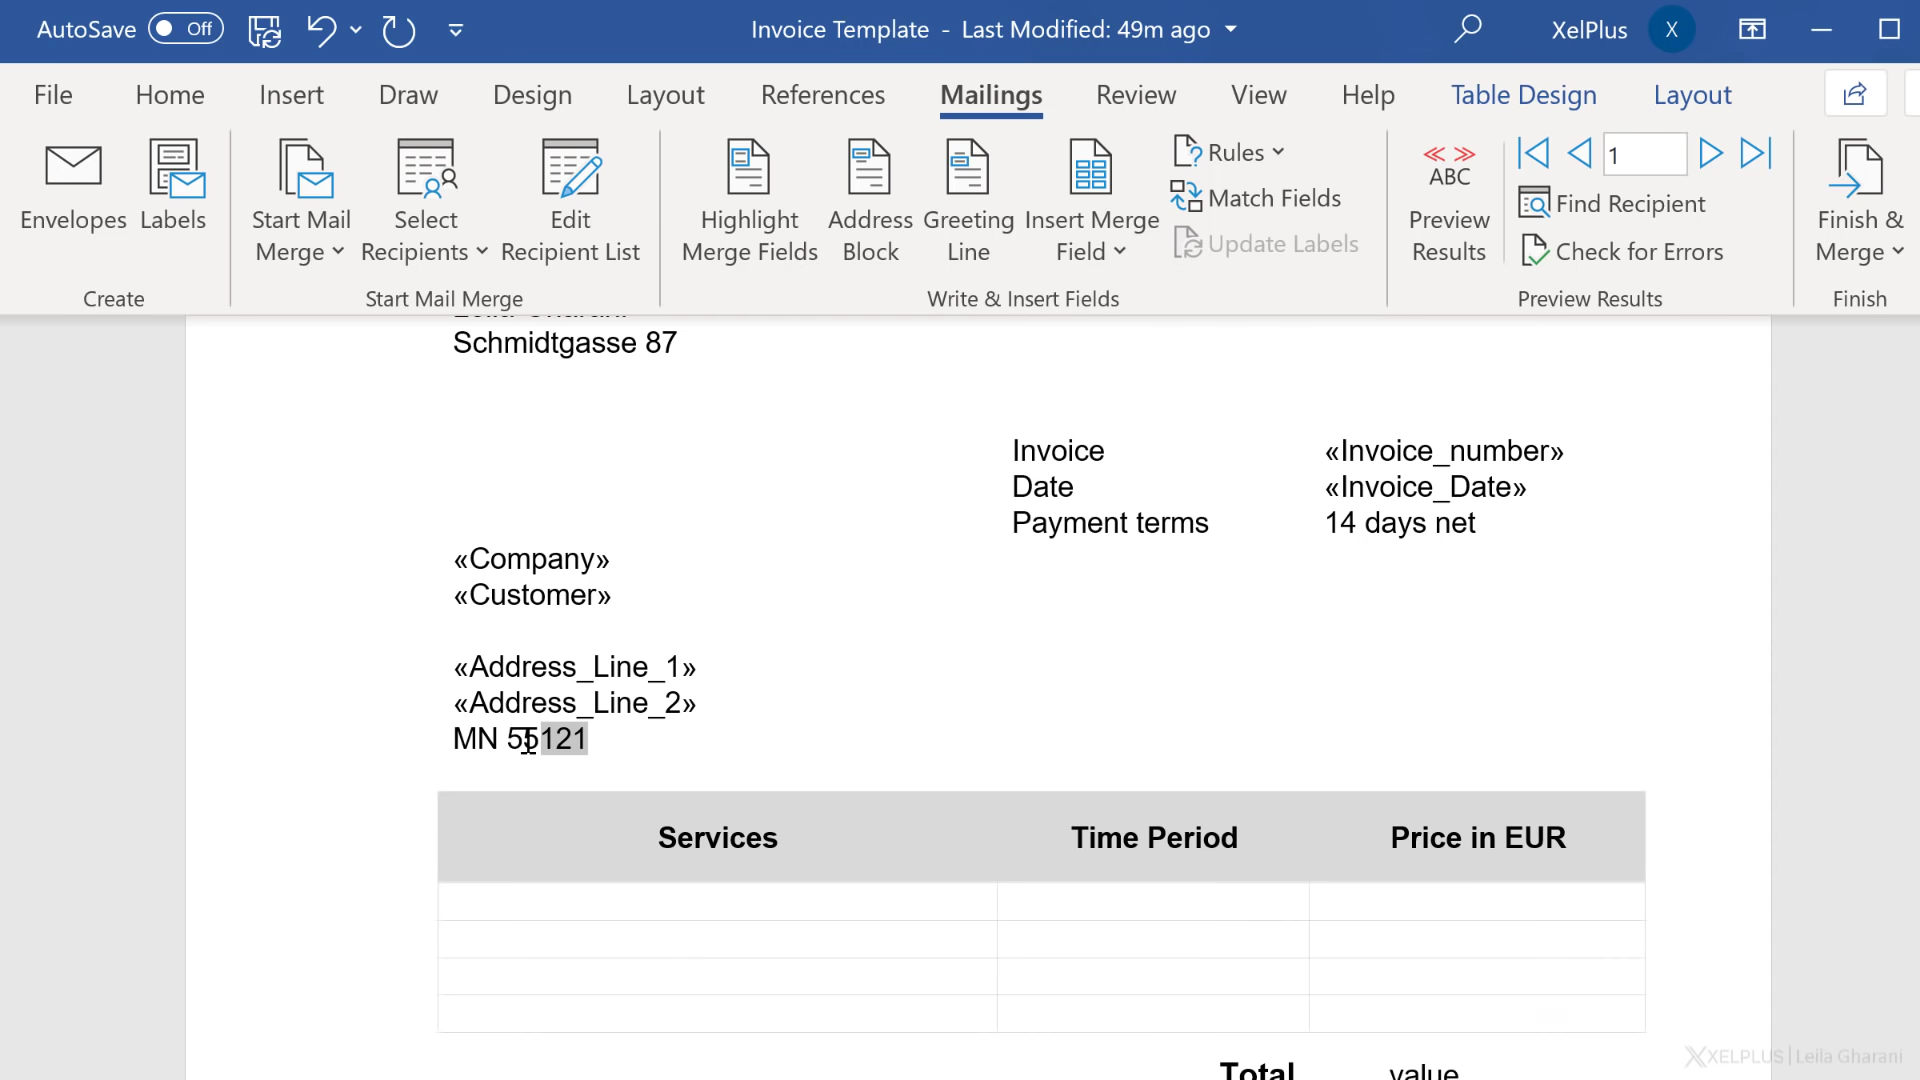 AutoSave Off Invoice Template - Last Modified: 49m ago XelPlus X
File Home Insert Draw Design Layout References Mailings Review View Help Table Design Layout
Envelopes
Labels
Create
Start Mail Merge
Select Recipients
Edit Recipient List
Start Mail Merge
Highlight Merge Fields
Address Block
Greeting Line
Insert Merge Field
Rules
Match Fields
Update Labels
Write & Insert Fields
ABC
Preview Results
1
Find Recipient
Check for Errors
Preview Results
Finish & Merge
Finish
Schmidtgasse 87
Invoice «Invoice_number»
Date «Invoice_Date»
Payment terms 14 days net
«Company»
«Customer»
«Address_Line_1»
«Address_Line_2»
MN 55121
Services Time Period Price in EUR
Total value
XELPLUS | Leila Gharani